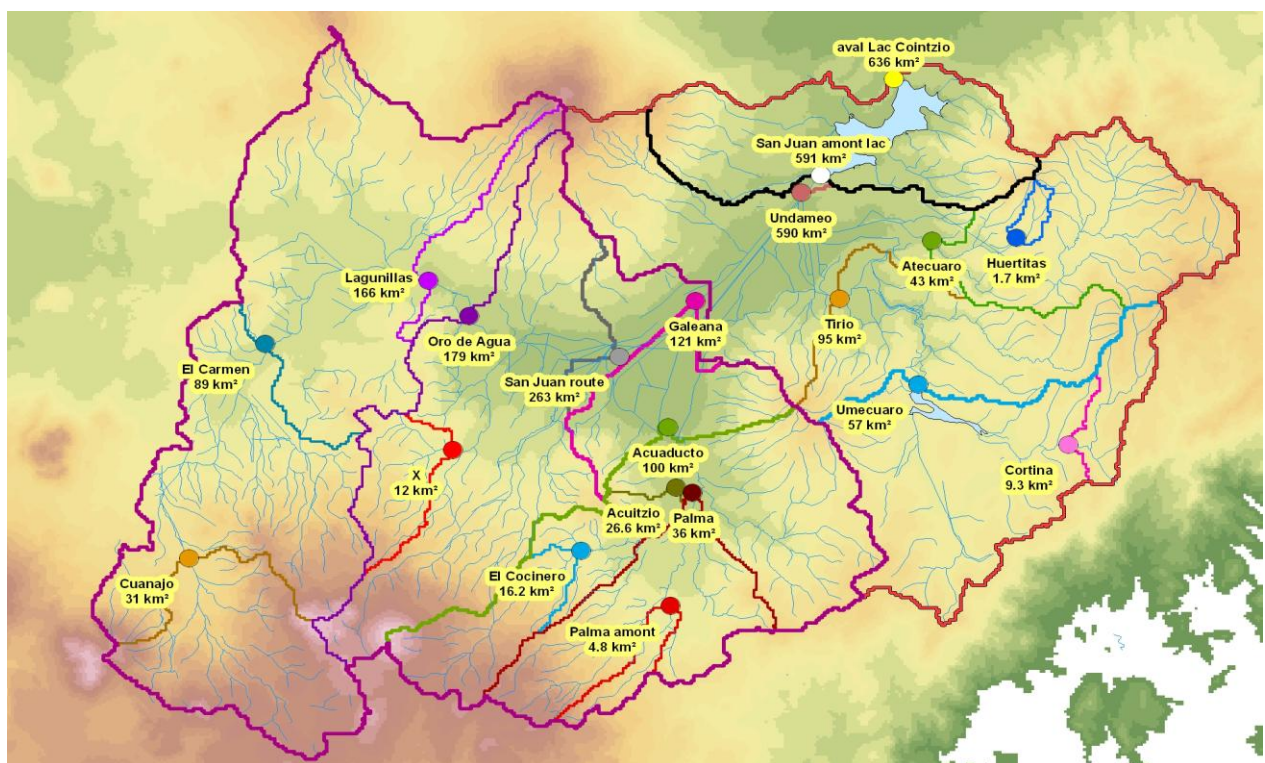 aval Lac Cointzio
636 km²
San Juan amont lac
591 km²
Undameo
590 km²
Atecuaro
43 km²
Huertitas
1.7 km²
Lagunillas
166 km²
Oro de Agua
179 km²
Galeana
121 km²
Tirio
95 km²
El Carmen
89 km²
San Juan route
263 km²
Umecuaro
57 km²
Acuaducto
100 km²
Cortina
9.3 km²
X
12 km²
Acuitzio
26.6 km²
Palma
36 km²
Cuanajo
31 km²
El Cocinero
16.2 km²
Palma amont
4.8 km²